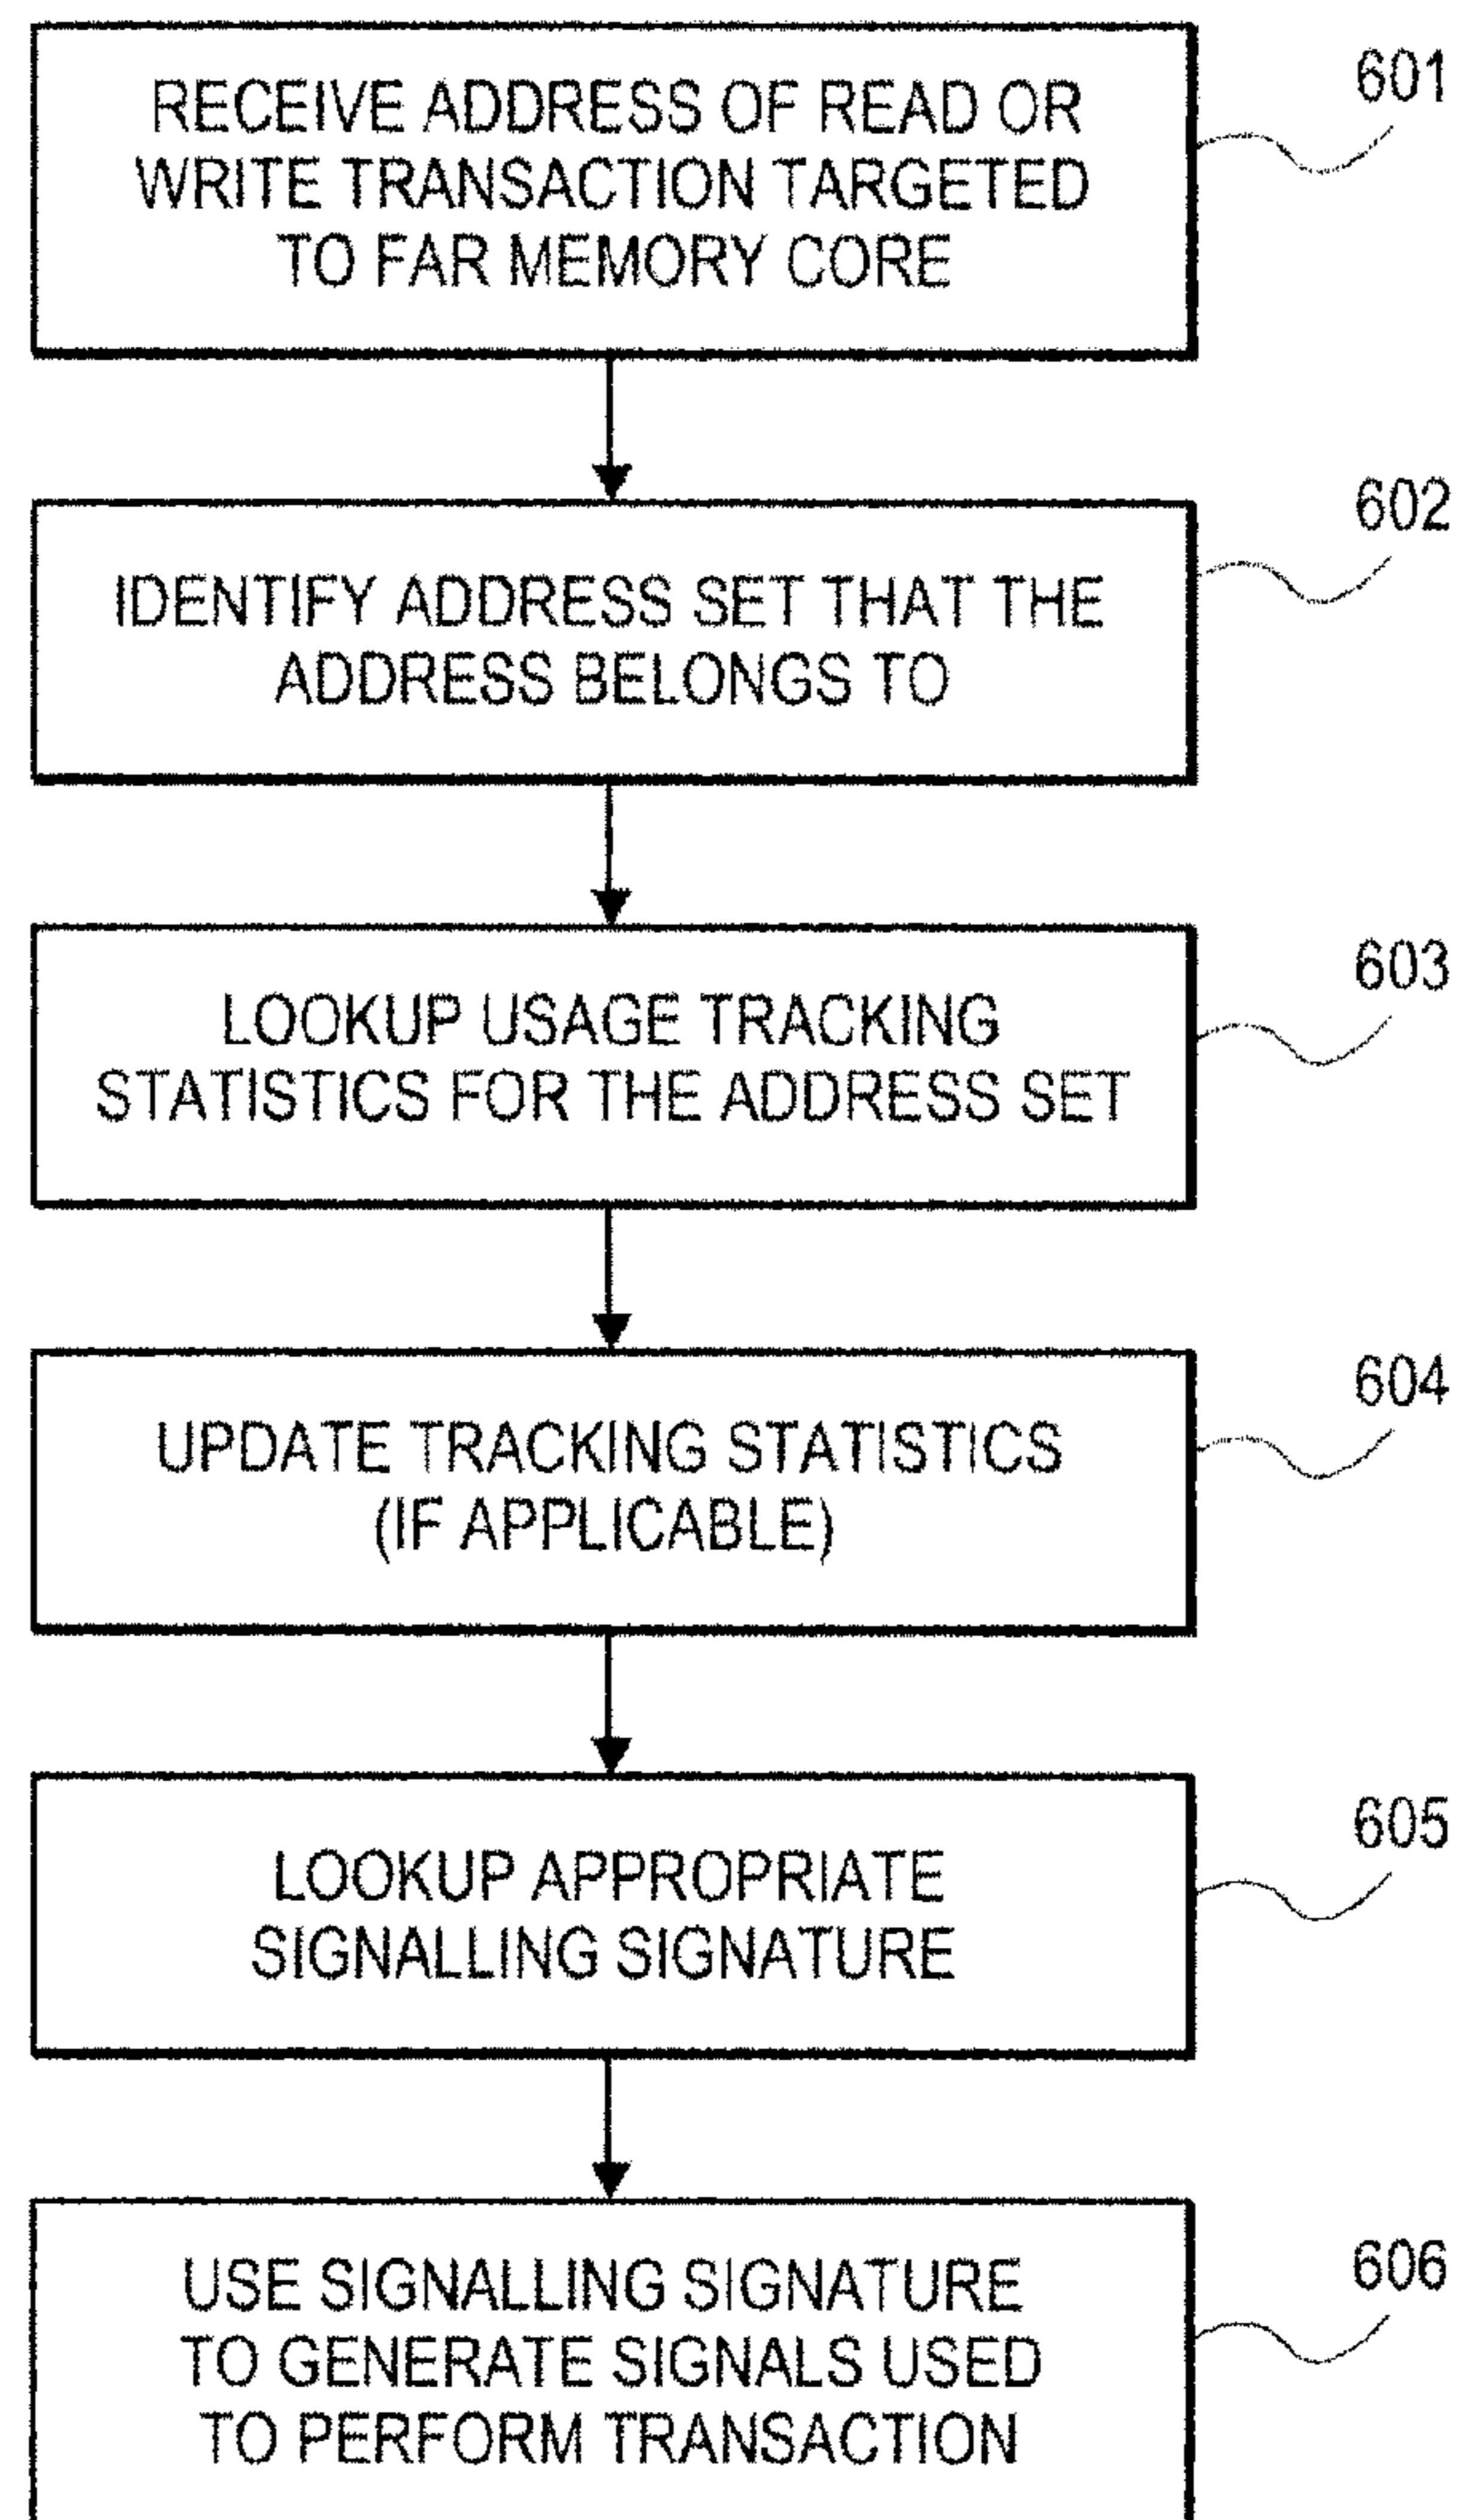 RECEIVE ADDRESS OF READ OR
WRITE TRANSACTION TARGETED
TO FAR MEMORY CORE
601
IDENTIFY ADDRESS SET THAT THE
ADDRESS BELONGS TO
602
LOOKUP USAGE TRACKING
STATISTICS FOR THE ADDRESS SET
603
UPDATE TRACKING STATISTICS
(IF APPLICABLE)
604
LOOKUP APPROPRIATE
SIGNALLING SIGNATURE
605
USE SIGNALLING SIGNATURE
TO GENERATE SIGNALS USED
TO PERFORM TRANSACTION
606